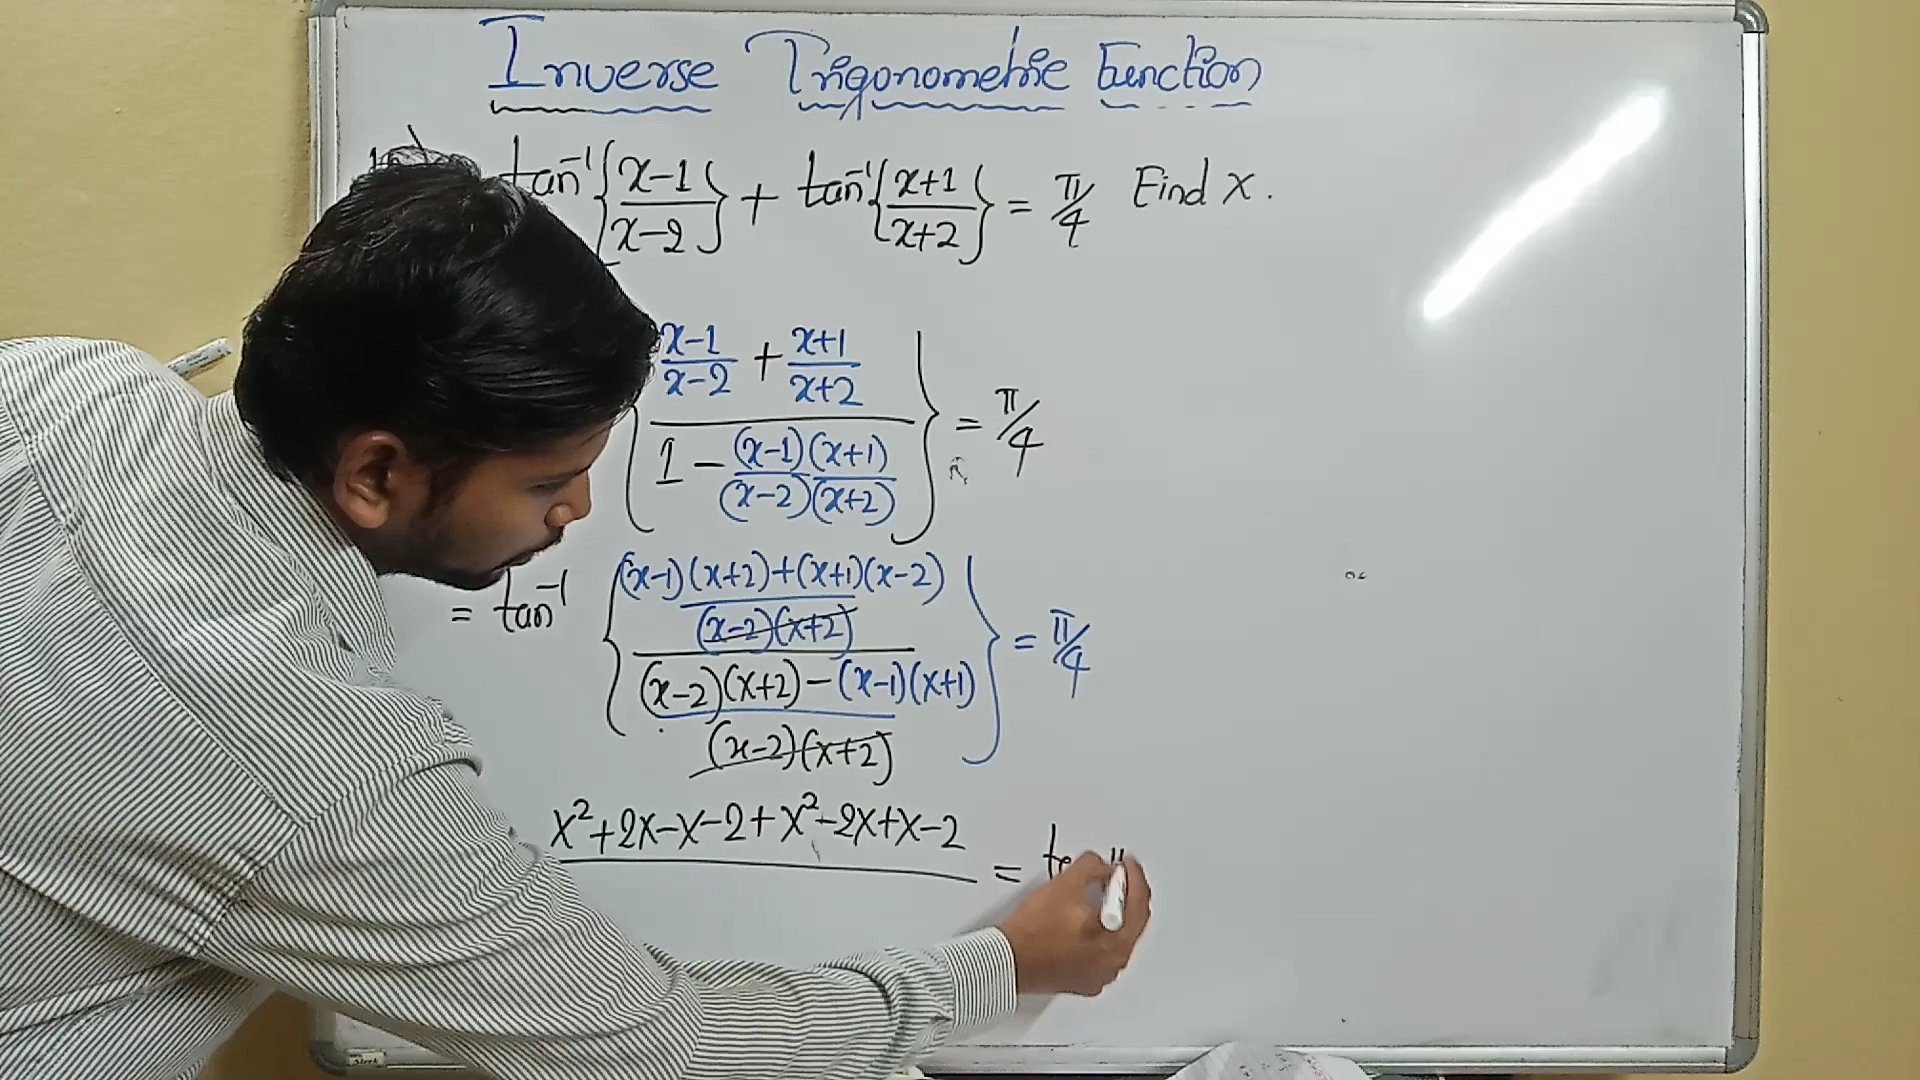 Inverse Trigonometric Function
tan⁻¹{x-1/x-2} + tan⁻¹{x+1/x+2} = π/4 Find x.
x-1/x-2 + x+1/x+2
1 - (x-1)(x+1)/(x-2)(x+2) } = π/4
= tan⁻¹ { (x-1)(x+2)+(x+1)(x-2)
(x-2)(x+2)
(x-2)(x+2)-(x-1)(x+1) } = π/4
(x-2)(x+2)
x²+2x-x-2+x²-2x+x-2 =